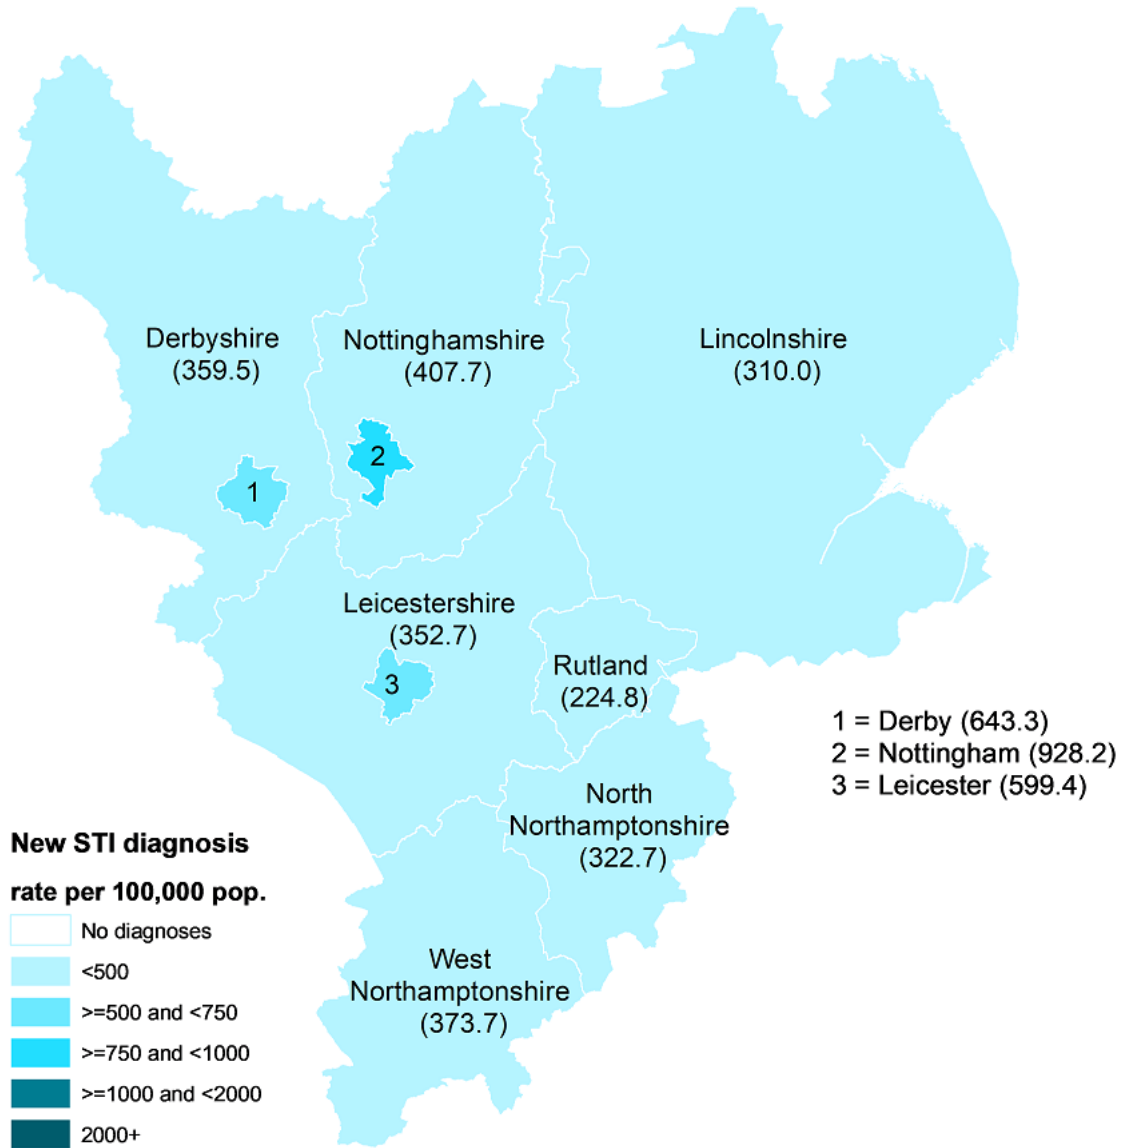 Derbyshire
(359.5)
Nottinghamshire
(407.7)
Lincolnshire
(310.0)
2
1
Leicestershire
(352.7)
3
Rutland
(224.8)
1 = Derby (643.3)
2 = Nottingham (928.2)
3 = Leicester (599.4)
North
Northamptonshire
(322.7)
West
Northamptonshire
(373.7)
New STI diagnosis
rate per 100,000 pop.
No diagnoses
<500
>=500 and <750
>=750 and <1000
>=1000 and <2000
2000+